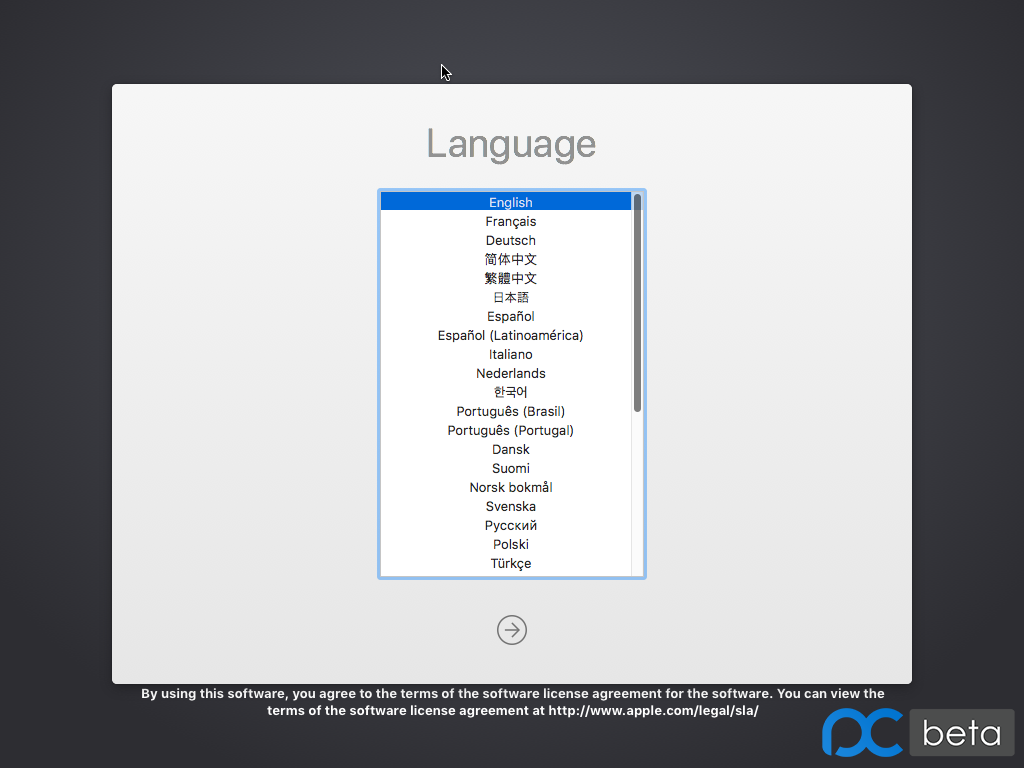 Language
English
Français
Deutsch
简体中文
繁體中文
日本語
Español
Español (Latinoamérica)
Italiano
Nederlands
한국어
Português (Brasil)
Português (Portugal)
Dansk
Suomi
Norsk bokmål
Svenska
Русский
Polski
Türkçe
By using this software, you agree to the terms of the software license agreement for the software. You can view the
terms of the software license agreement at http://www.apple.com/legal/sla/
pc beta